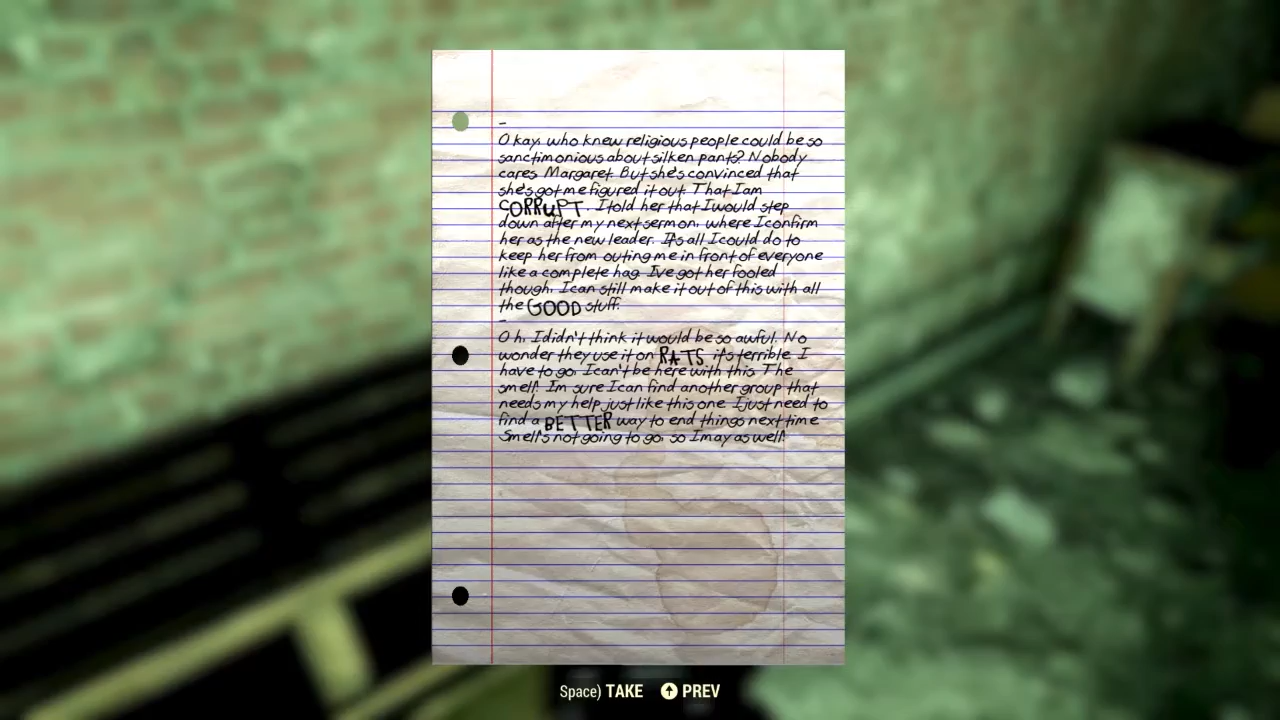 -
Okay, who knew religious people could be so
sanctimonious about silken pants? Nobody
cares, Margaret. But she's convinced that
she's got me figured it out. That I am
CORRUPT. I told her that I would step
down after my next sermon, where I confirm
her as the new leader. It's all I could do to
keep her from outing me in front of everyone
like a complete hag. I've got her fooled
though, I can still make it out of this with all
the GOOD stuff.
-
Oh, I didn't think it would be so awful. No
wonder they use it on RATS, it's terrible. I
have to go, I can't be here with this. The
smell! I'm sure I can find another group that
needs my help just like this one. I just need to
find a BETTER way to end things next time.
Smell's not going to go, so I may as well!
Space) TAKE PREV